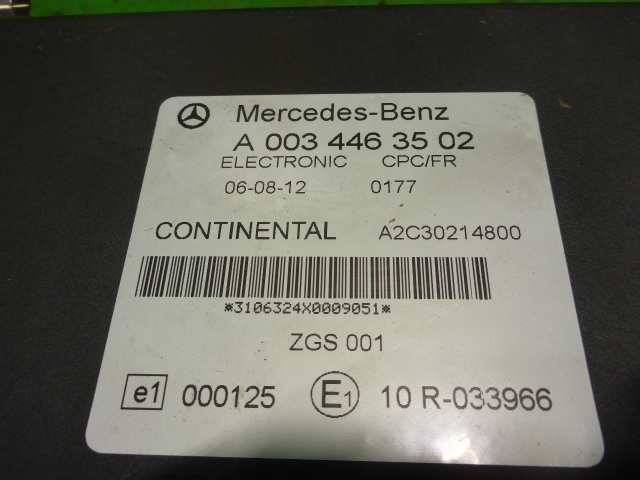 Mercedes-Benz
A 003 446 35 02
ELECTRONIC CPC/FR
06-08-12 0177
CONTINENTAL A2C30214800
*3106324X0009051*
ZGS 001
e1 000125 E1 10 R-033966